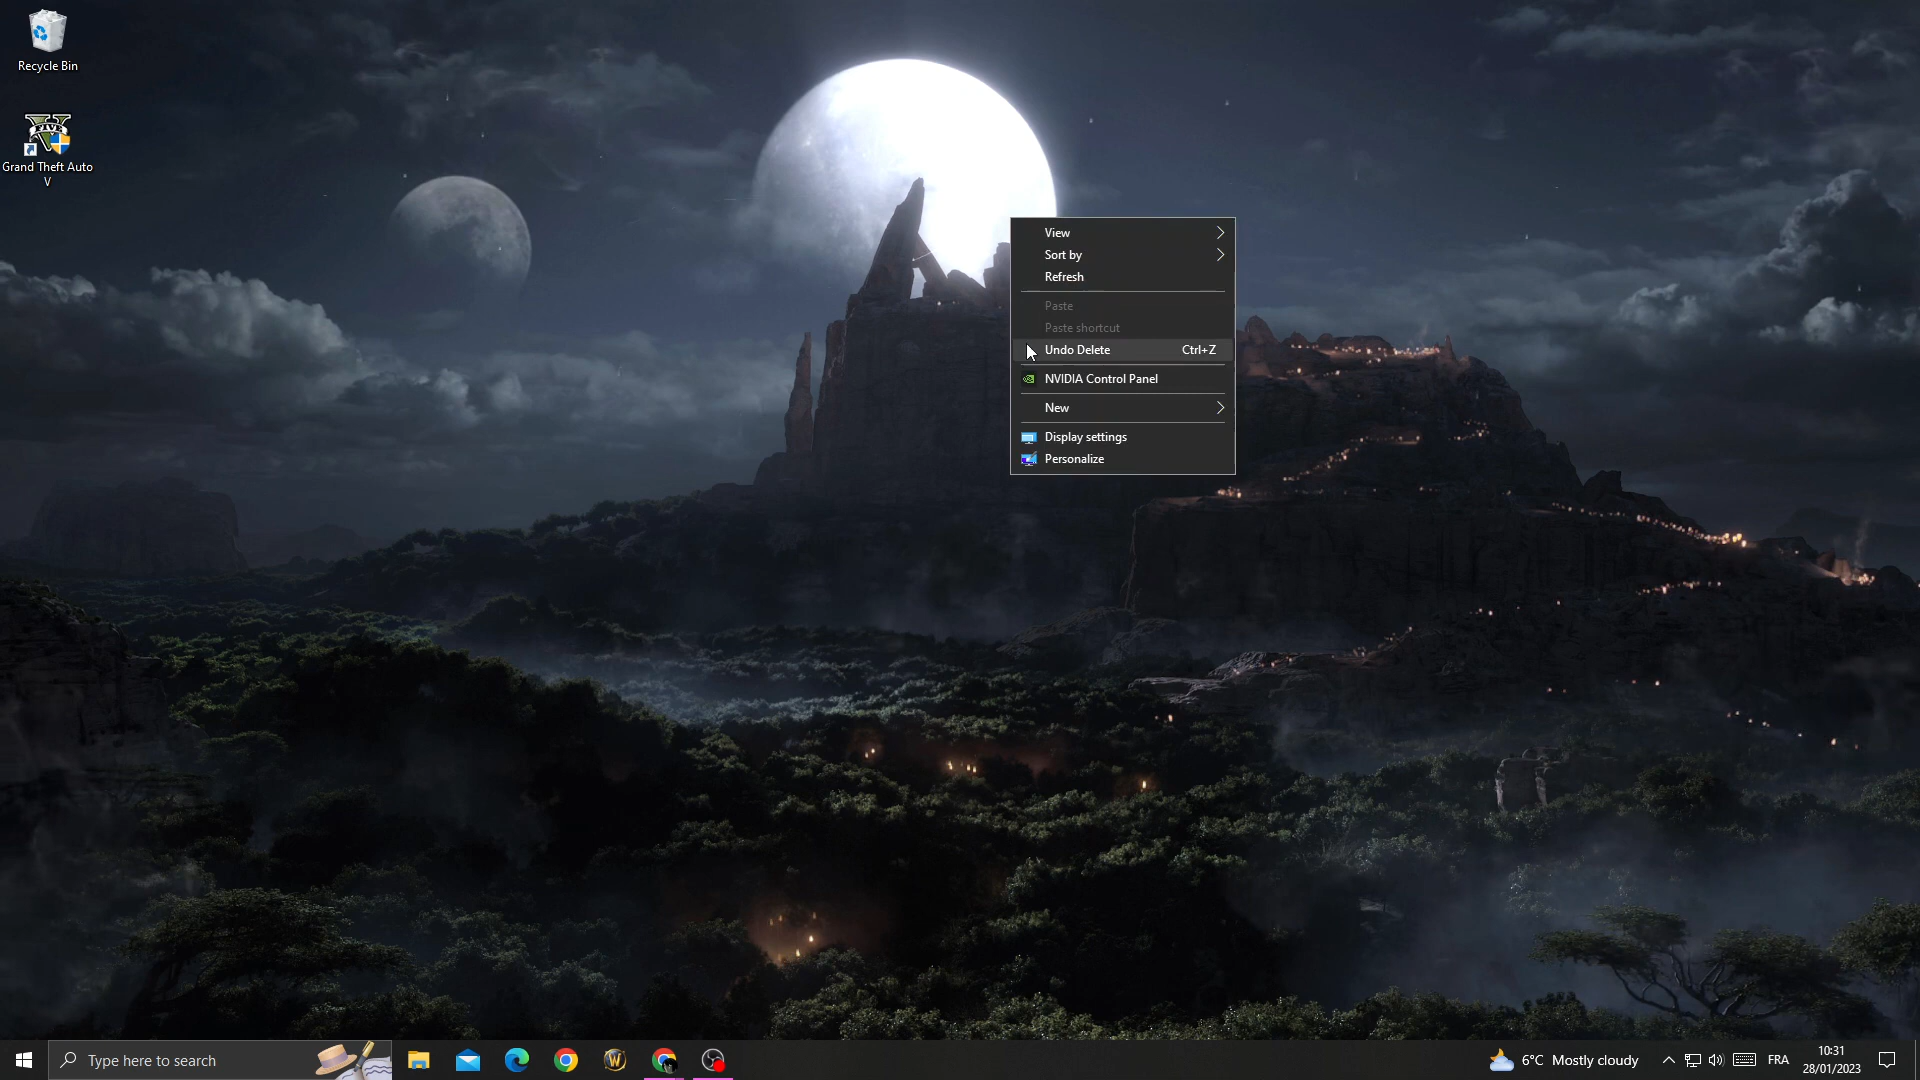 Recycle Bin
FIVE
Grand Theft Auto
V
View
Sort by
Refresh
Paste
Paste shortcut
Undo Delete Ctrl+Z
NVIDIA Control Panel
New
Display settings
Personalize
Type here to search
W
6°C Mostly cloudy
FRA
10:31
28/01/2023